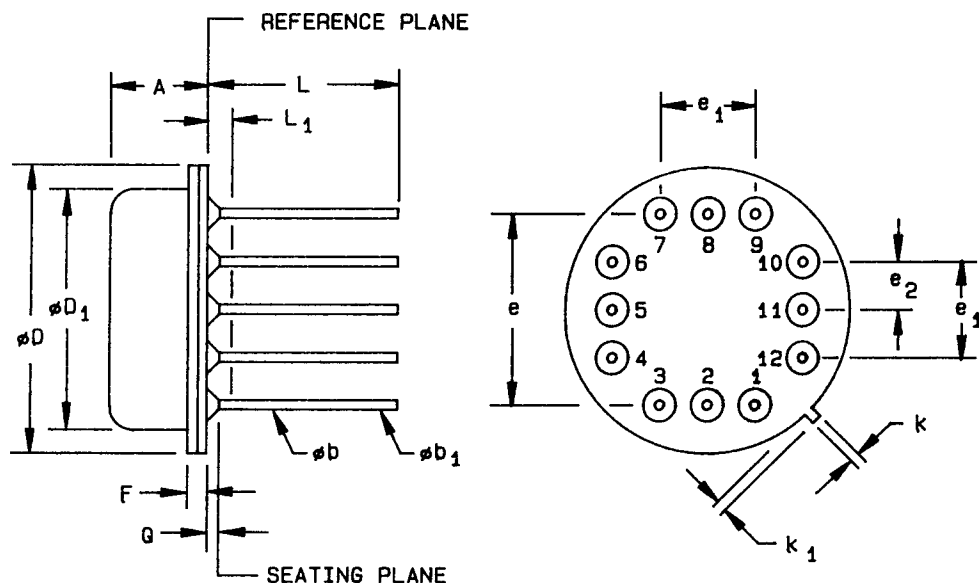 REFERENCE PLANE
A
L
L₁
e₁
7 8 9
6
10
5
11
4
12
3 2 1
e
e₂
e₁
øD
øD₁
øb
øb₁
F
Q
k
k₁
SEATING PLANE